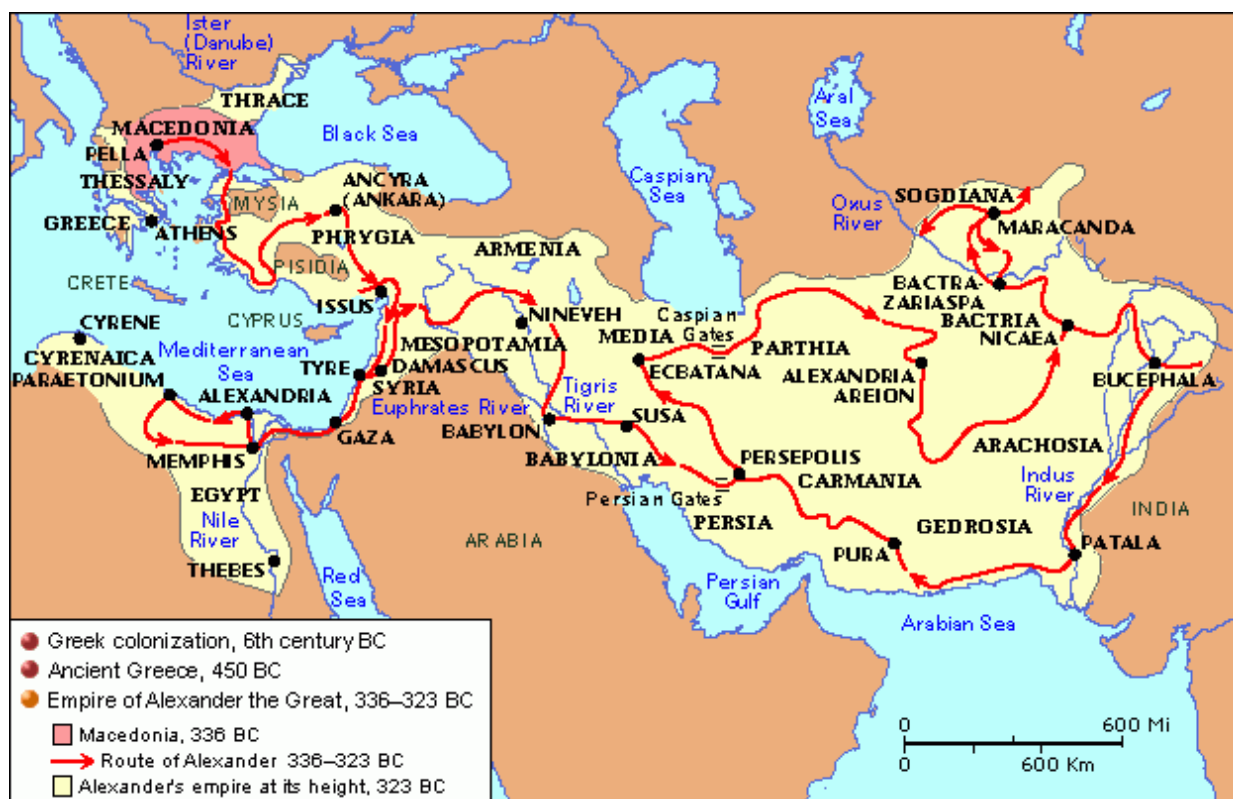 Ister
(Danube)
River
THRACE
MACEDONIA
PELLA
THESSALY
GREECE
ATHENS
Black Sea
MYSIA
ANCYRA
(ANKARA)
PHRYGIA
PISIDIA
ARMENIA
CRETE
ISSUS
CYPRUS
CYRENE
CYRENAICA
PARAETONIUM
Mediterranean
Sea
ALEXANDRIA
TYRE
DAMASCUS
SYRIA
GAZA
MEMPHIS
EGYPT
Nile
River
THEBES
Red
Sea
ARABIA
Caspian
Sea
Aral
Sea
Oxus
River
SOGDIANA
MARACANDA
BACTRA-
ZARIASPA
BACTRIA
NICAEA
NINEVEH
MESOPOTAMIA
MEDIA
Caspian
Gates
PARTHIA
ECBATANA
ALEXANDRIA
AREION
BUCEPHALA
Euphrates River
Tigris
River
BABYLON
SUSA
BABYLONIA
PERSEPOLIS
CARMANIA
ARACHOSIA
Indus
River
INDIA
Persian Gates
PERSIA
GEDROSIA
PURA
PATALA
Persian
Gulf
Arabian Sea
Greek colonization, 6th century BC
Ancient Greece, 450 BC
Empire of Alexander the Great, 336–323 BC
Macedonia, 336 BC
Route of Alexander 336–323 BC
Alexander's empire at its height, 323 BC
0 600 Mi
0 600 Km